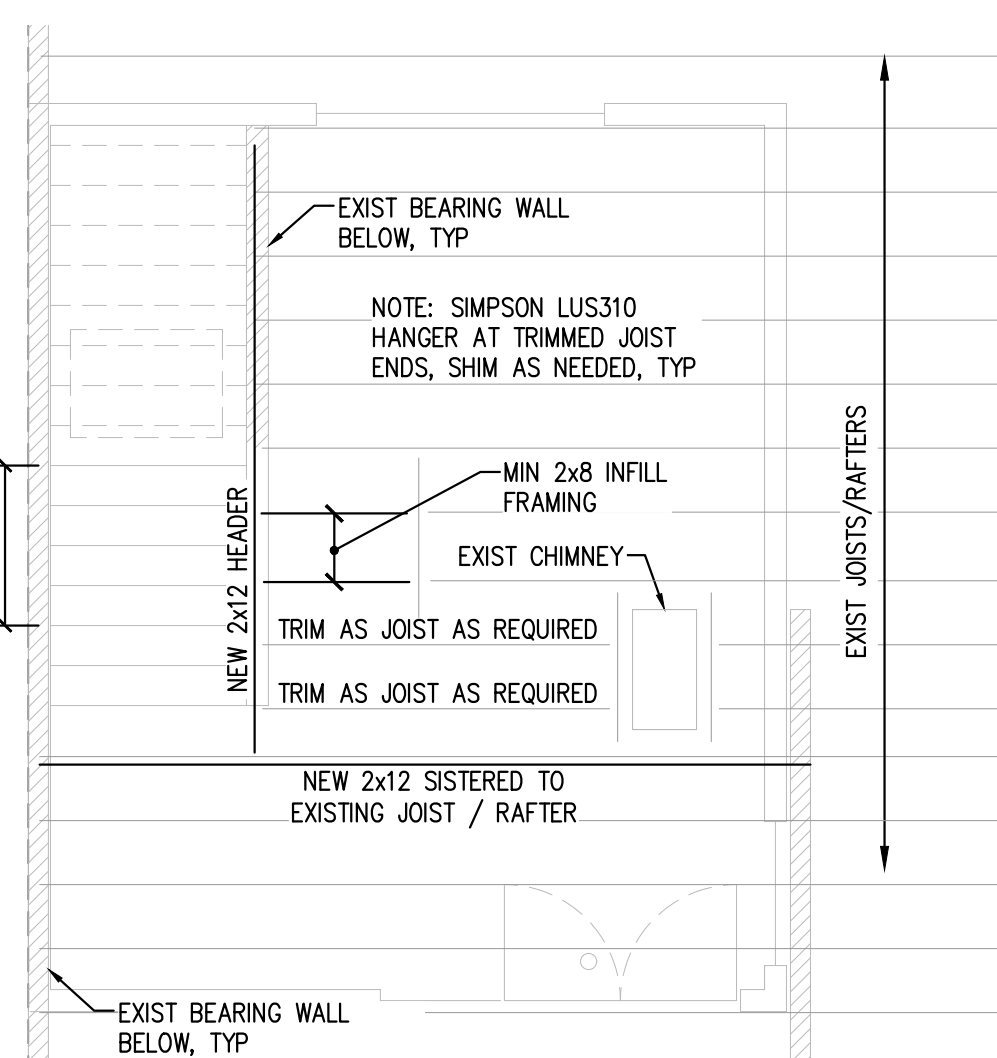 EXIST BEARING WALL
BELOW, TYP
NOTE: SIMPSON LUS310
HANGER AT TRIMMED JOIST
ENDS, SHIM AS NEEDED, TYP
EXIST JOISTS/RAFTERS
MIN 2x8 INFILL
FRAMING
NEW 2x12 HEADER
EXIST CHIMNEY
TRIM AS JOIST AS REQUIRED
TRIM AS JOIST AS REQUIRED
NEW 2x12 SISTERED TO
EXISTING JOIST / RAFTER
EXIST BEARING WALL
BELOW, TYP